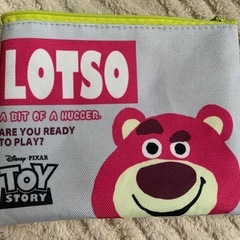 LOTSO
A BIT OF A HUGGER.
ARE YOU READY
TO PLAY?
Disney · PIXAR
TOY
STORY